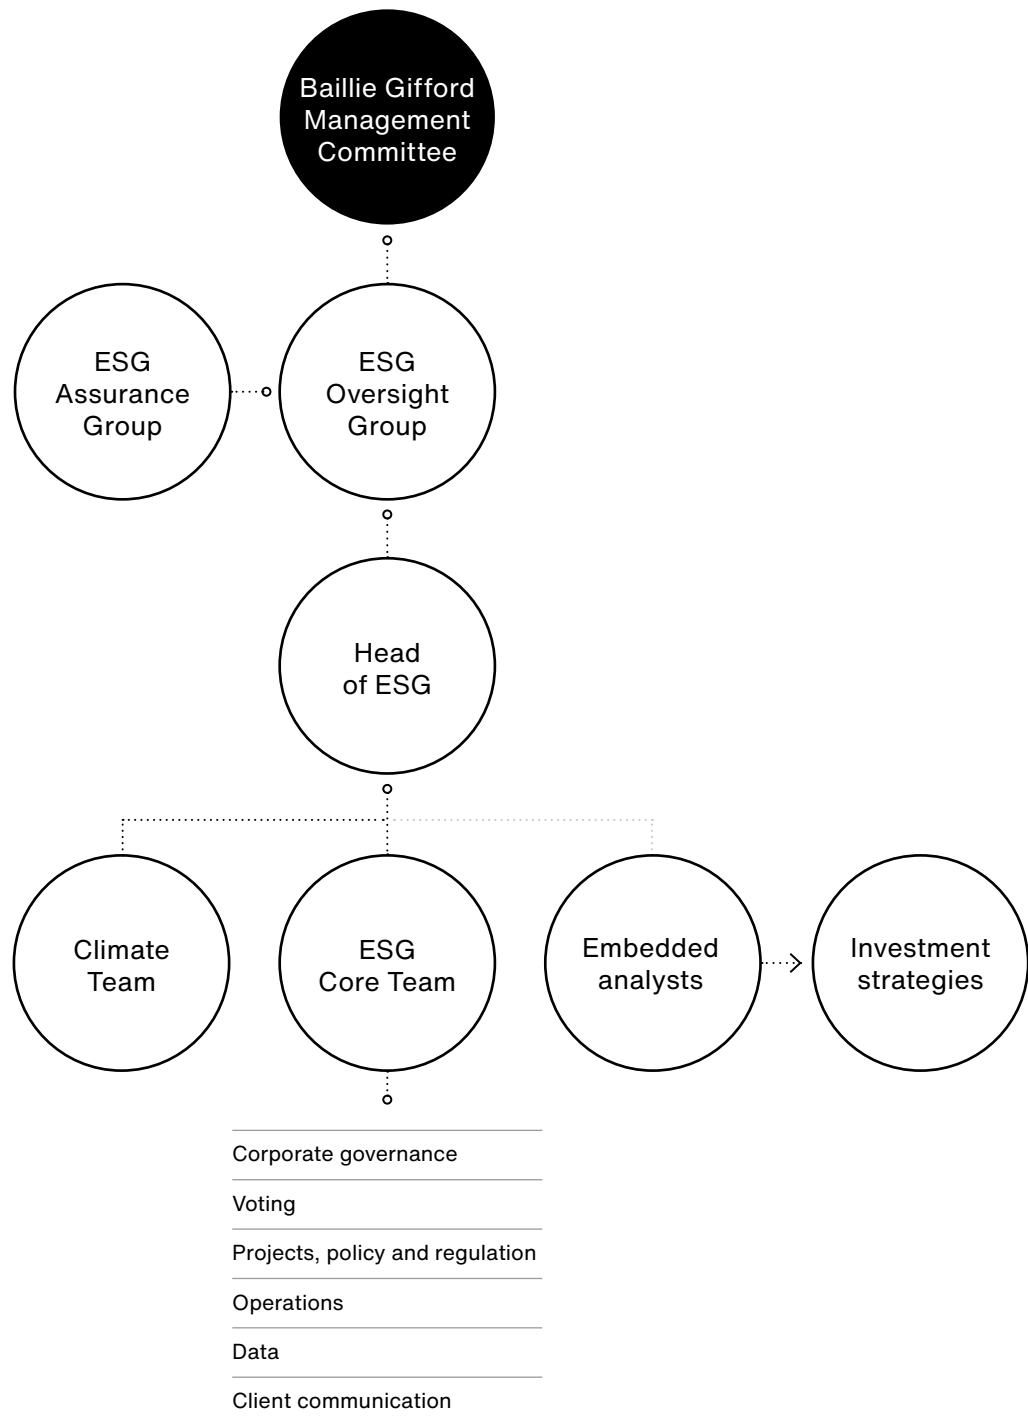 Baillie Gifford
Management
Committee
ESG
Assurance
Group
ESG
Oversight
Group
Head
of ESG
Climate
Team
ESG
Core Team
Embedded
analysts
Investment
strategies
Corporate governance
Voting
Projects, policy and regulation
Operations
Data
Client communication